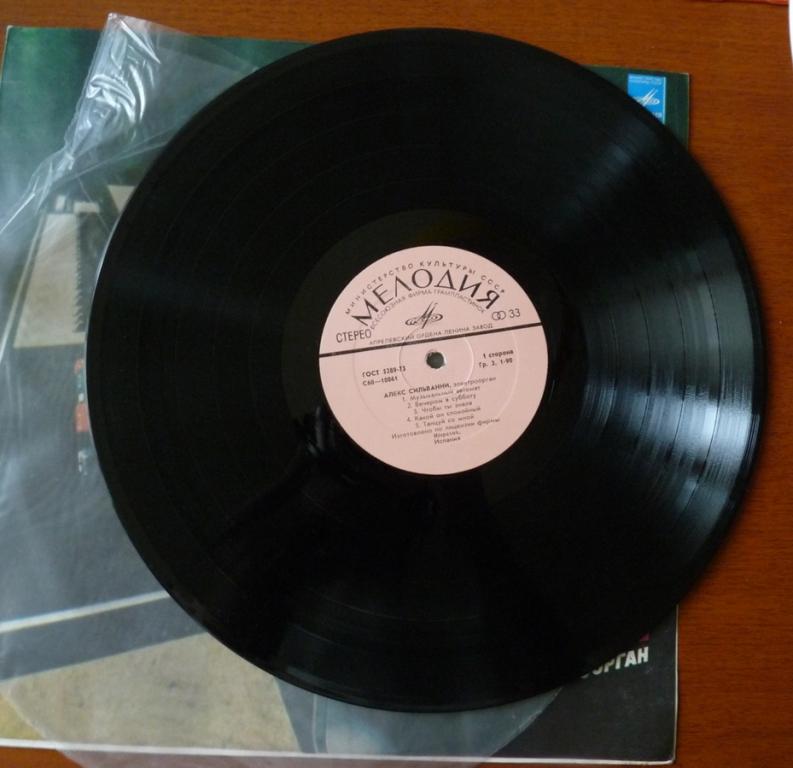 МИНИСТЕРСТВО КУЛЬТУРЫ СССР
МЕЛОДИЯ
ВСЕСОЮЗНАЯ ФИРМА ГРАМПЛАСТИНОК
СТЕРЕО
33
АПРЕЛЕВСКИЙ ОРДЕНА ЛЕНИНА ЗАВОД
ГОСТ 5289-73
1 сторона
С60—10061
Гр. 3, 1-90
АЛЕКС СИЛЬВАННИ, электроорган
1. Музыкальный автомат
2. Вечером в субботу
3. Чтобы ты знала
4. Какой он спокойный
5. Танцуй со мной
Изготовлено по лицензии фирмы
Испания
ОРГАН